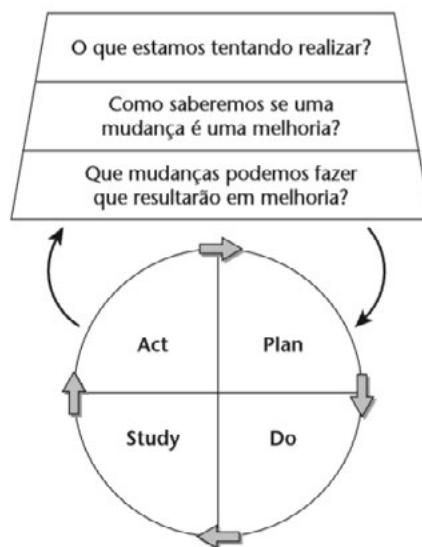 O que estamos tentando realizar?
Como saberemos se uma
mudança é uma melhoria?
Que mudanças podemos fazer
que resultarão em melhoria?
Act
Plan
Study
Do